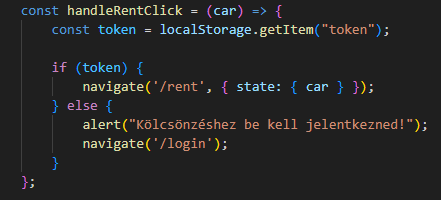 const handleRentClick = (car) => {
    const token = localStorage.getItem("token");

    if (token) {
        navigate('/rent', { state: { car } });
    } else {
        alert("Kölcsönzéshez be kell jelentkezned!");
        navigate('/login');
    }
};